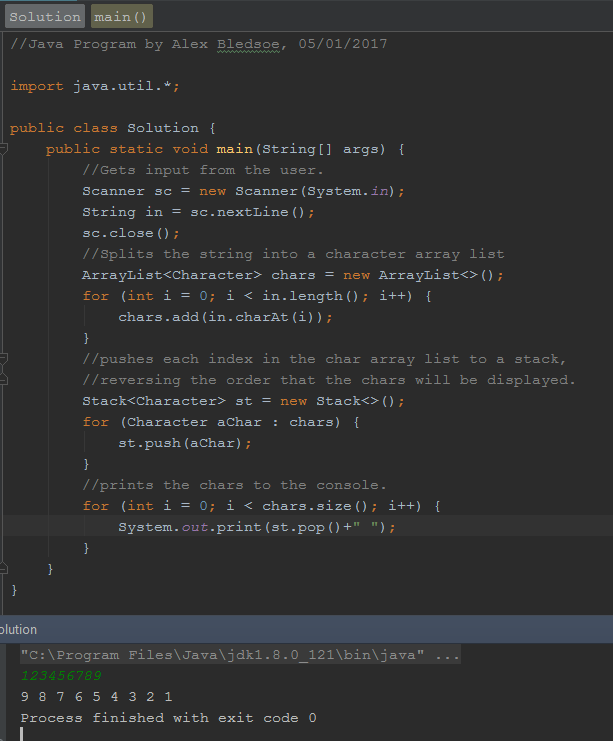 Solution main()
//Java Program by Alex Bledsoe, 05/01/2017
import java.util.*;
public class Solution {
public static void main(String[] args) {
//Gets input from the user.
Scanner sc = new Scanner(System.in);
String in = sc.nextLine();
sc.close();
//Splits the string into a character array list
ArrayList<Character> chars = new ArrayList<>();
for (int i = 0; i < in.length(); i++) {
chars.add(in.charAt(i));
}
//pushes each index in the char array list to a stack,
//reversing the order that the chars will be displayed.
Stack<Character> st = new Stack<>();
for (Character aChar : chars) {
st.push(aChar);
}
//prints the chars to the console.
for (int i = 0; i < chars.size(); i++) {
System.out.print(st.pop()+" ");
}
}
}
olution
"C:\Program Files\Java\jdk1.8.0_121\bin\java" ...
123456789
9 8 7 6 5 4 3 2 1
Process finished with exit code 0